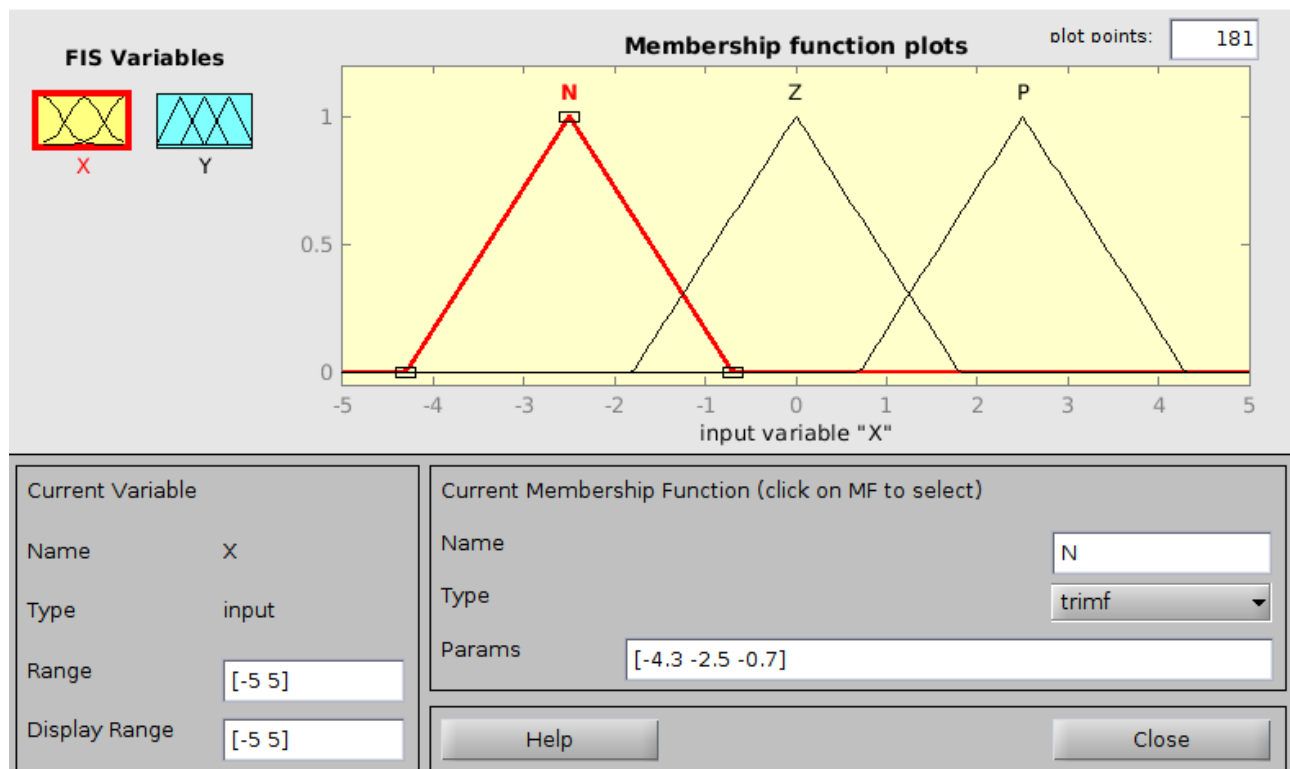 FIS Variables
X
Y
Membership function plots
plot points:
181
N
Z
P
1
0.5
0
-5 -4 -3 -2 -1 0 1 2 3 4 5
input variable "X"
Current Variable
Name X
Type input
Range [-5 5]
Display Range [-5 5]
Current Membership Function (click on MF to select)
Name N
Type trimf
Params [-4.3 -2.5 -0.7]
Help
Close